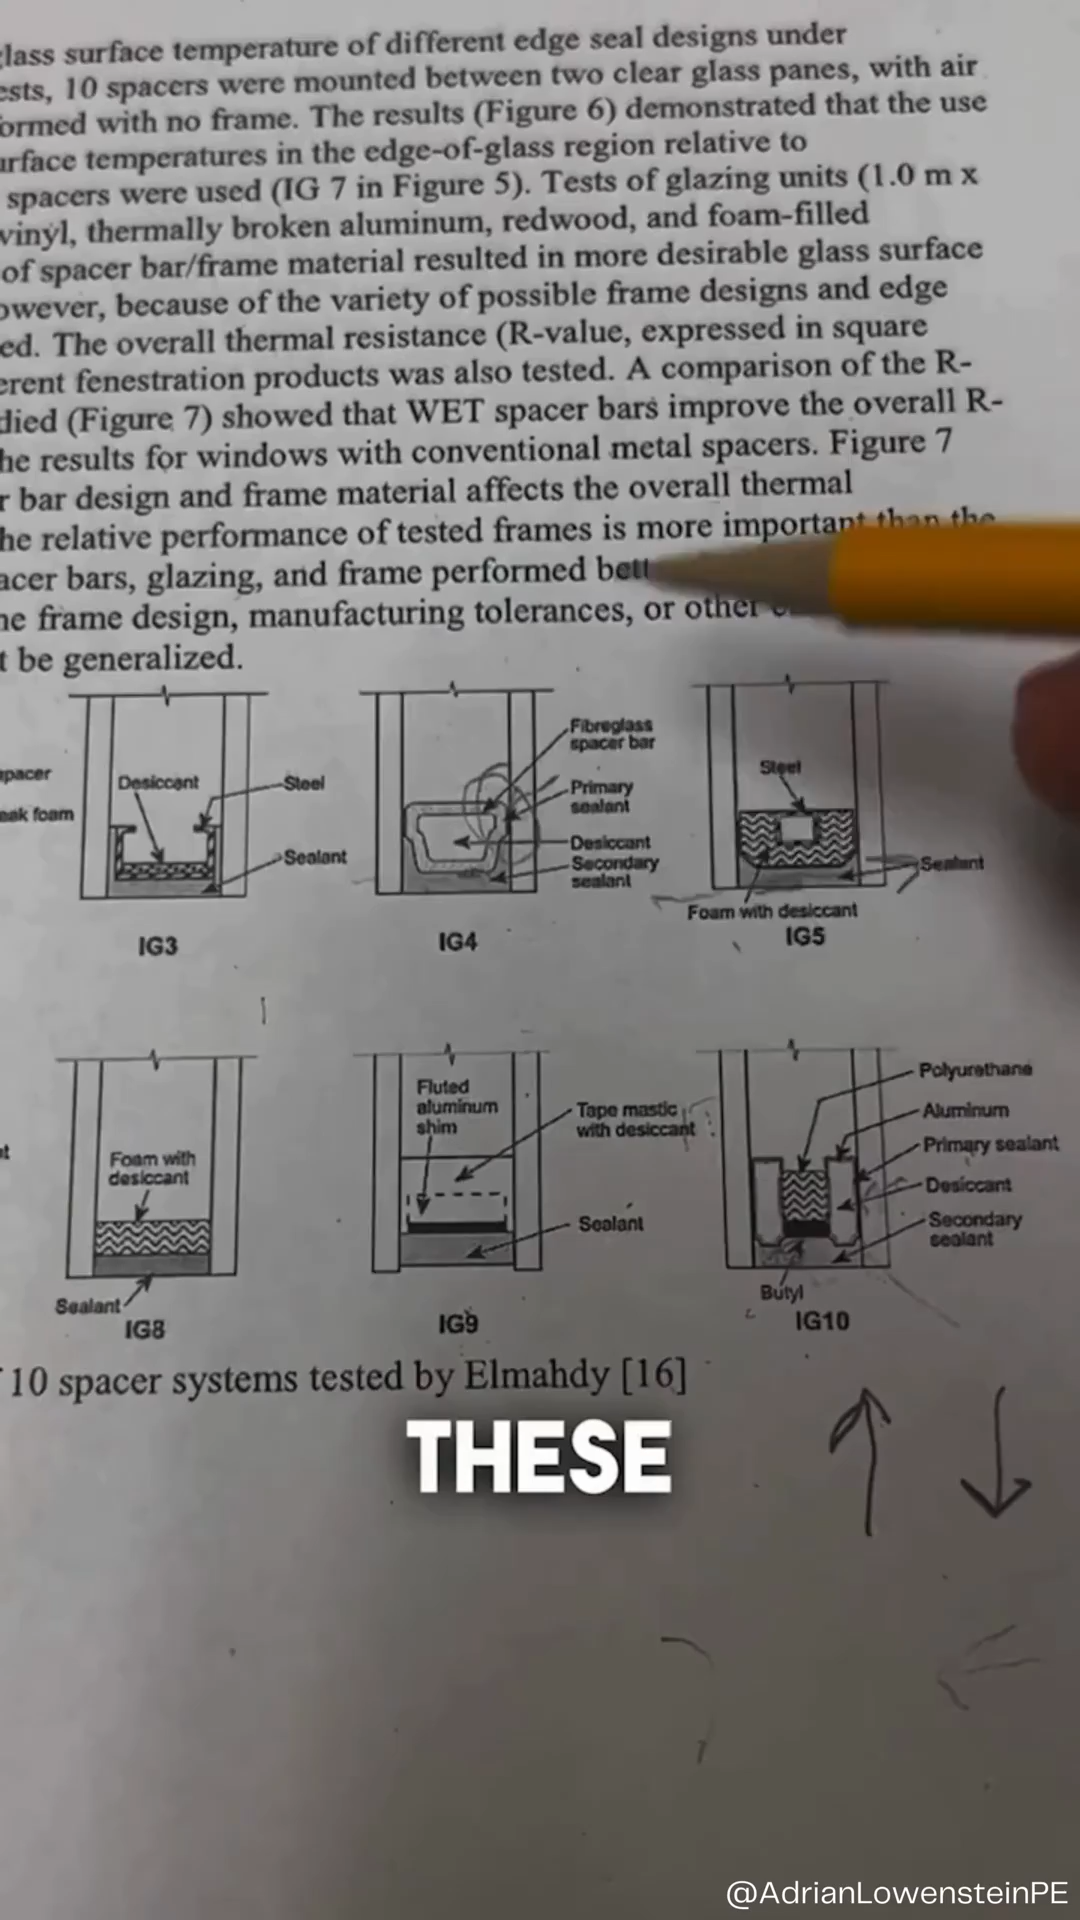 glass surface temperature of different edge seal designs under
ests, 10 spacers were mounted between two clear glass panes, with air
ormed with no frame. The results (Figure 6) demonstrated that the use
urface temperatures in the edge-of-glass region relative to
spacers were used (IG 7 in Figure 5). Tests of glazing units (1.0 m x
vinyl, thermally broken aluminum, redwood, and foam-filled
of spacer bar/frame material resulted in more desirable glass surface
owever, because of the variety of possible frame designs and edge
ed. The overall thermal resistance (R-value, expressed in square
erent fenestration products was also tested. A comparison of the R-
died (Figure 7) showed that WET spacer bars improve the overall R-
he results for windows with conventional metal spacers. Figure 7
r bar design and frame material affects the overall thermal
he relative performance of tested frames is more important than the
acer bars, glazing, and frame performed bett
he frame design, manufacturing tolerances, or other
t be generalized.
spacer
eak foam
Desiccant
Steel
Sealant
IG3
Fibreglass
spacer bar
Primary
sealant
Desiccant
Secondary
sealant
IG4
Steel
Sealant
Foam with desiccant
IG5
nt
Foam with
desiccant
Sealant
IG8
Fluted
aluminum
shim
Tape mastic
with desiccant
Sealant
IG9
Polyurethane
Aluminum
Primary sealant
Desiccant
Secondary
sealant
Butyl
IG10
10 spacer systems tested by Elmahdy [16]
THESE
@AdrianLowensteinPE